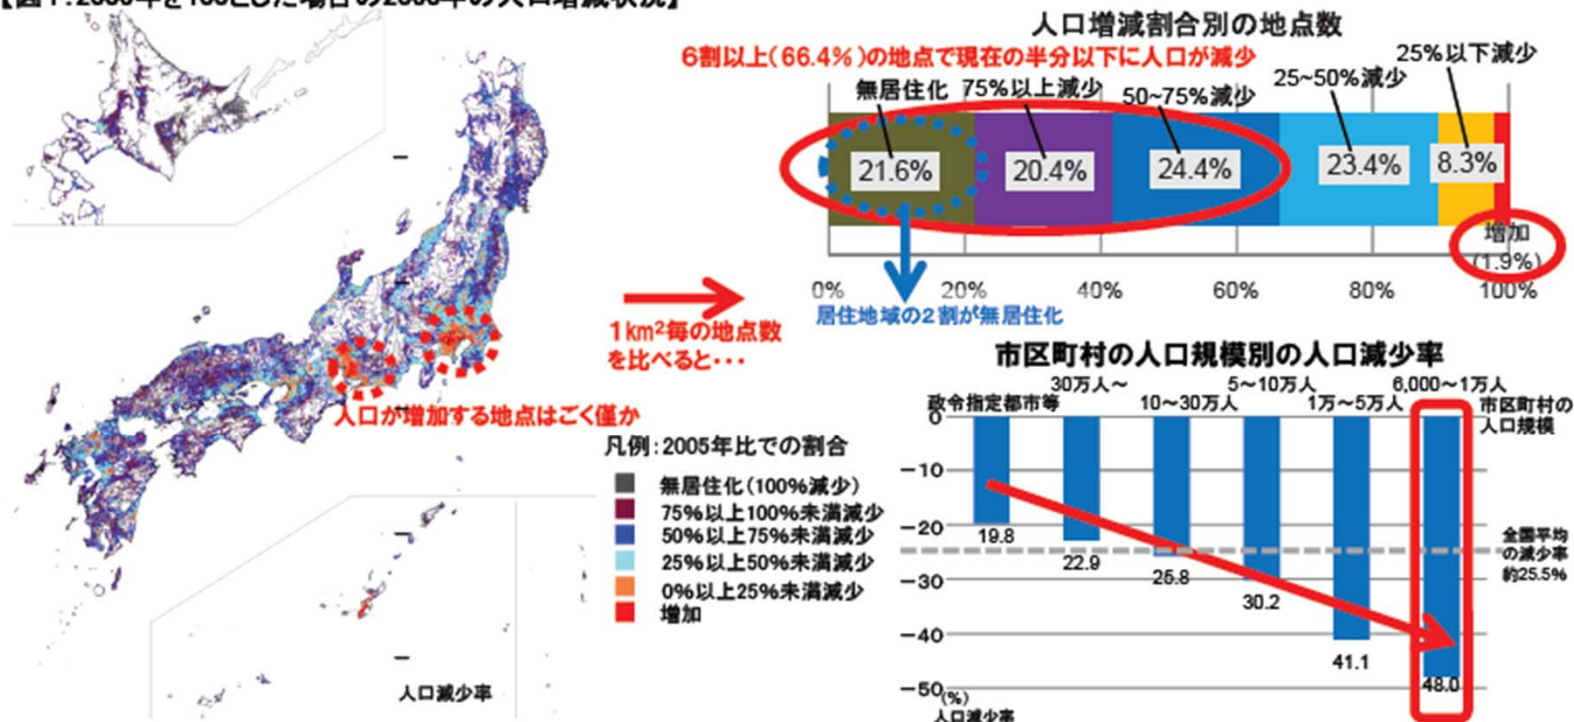 人口増減割合別の地点数
6割以上(66.4%)の地点で現在の半分以下に人口が減少
無居住化
75%以上減少
50~75%減少
25~50%減少
25%以下減少
21.6%
20.4%
24.4%
23.4%
8.3%
増加
(1.9%)
0%
20%
40%
60%
80%
100%
居住地域の2割が無居住化
1km²毎の地点数
を比べると・・・
人口が増加する地点はごく僅か
凡例:2005年比での割合
無居住化(100%減少)
75%以上100%未満減少
50%以上75%未満減少
25%以上50%未満減少
0%以上25%未満減少
増加
人口減少率
市区町村の人口規模別の人口減少率
政令指定都市等
30万人~
10~30万人
5~10万人
1万~5万人
6,000~1万人
市区町村の
人口規模
0
-10
-20
-30
-40
-50
(%)
人口減少率
19.8
22.9
25.8
30.2
41.1
48.0
全国平均
の減少率
約25.5%